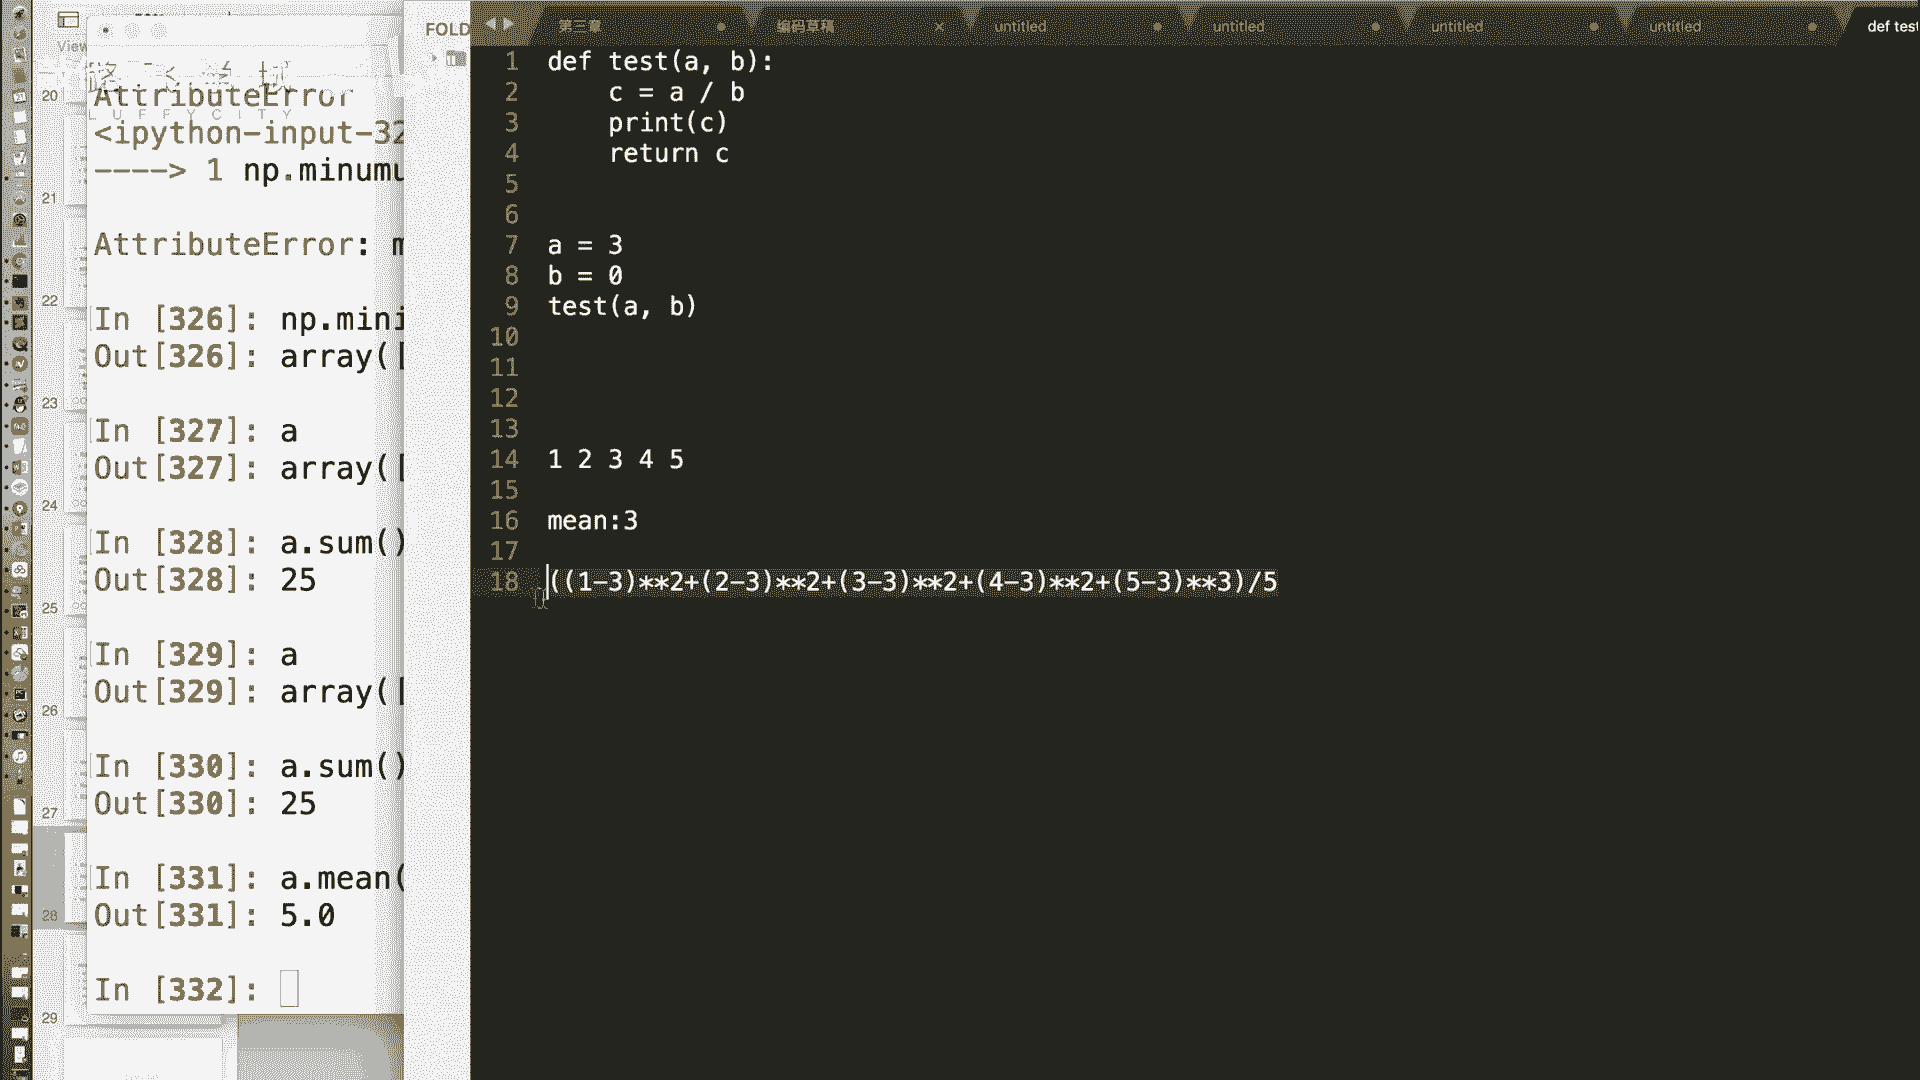 View
20
21
22
23
24
25
26
27
28
29
LUFFYCITY
AttributeError
<ipython-input-32
----> 1 np.minumu
AttributeError: m
In [326]: np.mini
Out[326]: array([
In [327]: a
Out[327]: array([
In [328]: a.sum()
Out[328]: 25
In [329]: a
Out[329]: array([
In [330]: a.sum()
Out[330]: 25
In [331]: a.mean(
Out[331]: 5.0
In [332]:
FOLD
第三章 编码草稿 × untitled untitled untitled untitled def test
1 def test(a, b):
2 c = a / b
3 print(c)
4 return c
5
6
7 a = 3
8 b = 0
9 test(a, b)
10
11
12
13
14 1 2 3 4 5
15
16 mean:3
17
18 ((1-3)**2+(2-3)**2+(3-3)**2+(4-3)**2+(5-3)**3)/5